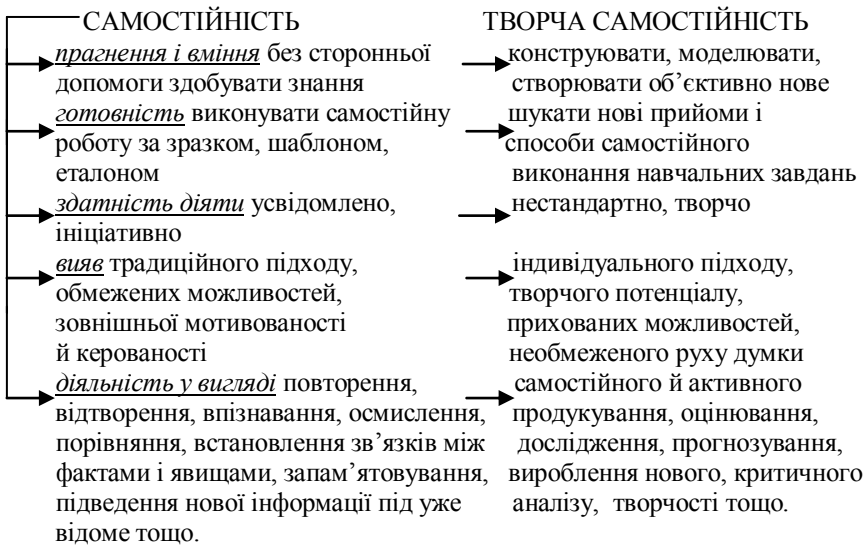 САМОСТІЙНІСТЬ
прагнення і вміння без сторонньої
допомоги здобувати знання
готовність виконувати самостійну
роботу за зразком, шаблоном,
еталоном
здатність діяти усвідомлено,
ініціативно
вияв традиційного підходу,
обмежених можливостей,
зовнішньої мотивованості
й керованості
діяльність у вигляді повторення,
відтворення, впізнавання, осмислення,
порівняння, встановлення зв’язків між
фактами і явищами, запам’ятовування,
підведення нової інформації під уже
відоме тощо.
ТВОРЧА САМОСТІЙНІСТЬ
конструювати, моделювати,
створювати об’єктивно нове
шукати нові прийоми і
способи самостійного
виконання навчальних завдань
нестандартно, творчо
індивідуального підходу,
творчого потенціалу,
прихованих можливостей,
необмеженого руху думки
самостійного й активного
продукування, оцінювання,
дослідження, прогнозування,
вироблення нового, критичного
аналізу, творчості тощо.